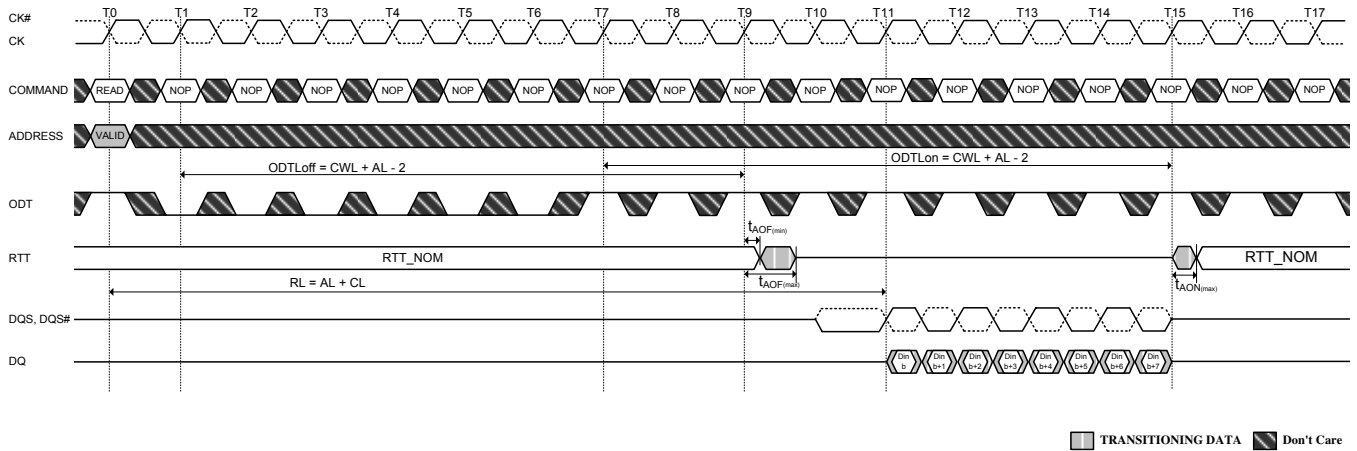 T0 T1 T2 T3 T4 T5 T6 T7 T8 T9 T10 T11 T12 T13 T14 T15 T16 T17
CK#
CK
COMMAND READ NOP NOP NOP NOP NOP NOP NOP NOP NOP NOP NOP NOP NOP NOP NOP NOP NOP
ADDRESS VALID
ODTLoff = CWL + AL - 2 ODTLon = CWL + AL - 2
ODT
tAOF(min)
RTT RTT_NOM RTT_NOM
tAOF(max) tAON(max)
RL = AL + CL
DQS, DQS#
DQ Din b Din b+1 Din b+2 Din b+3 Din b+4 Din b+5 Din b+6 Din b+7
TRANSITIONING DATA Don't Care